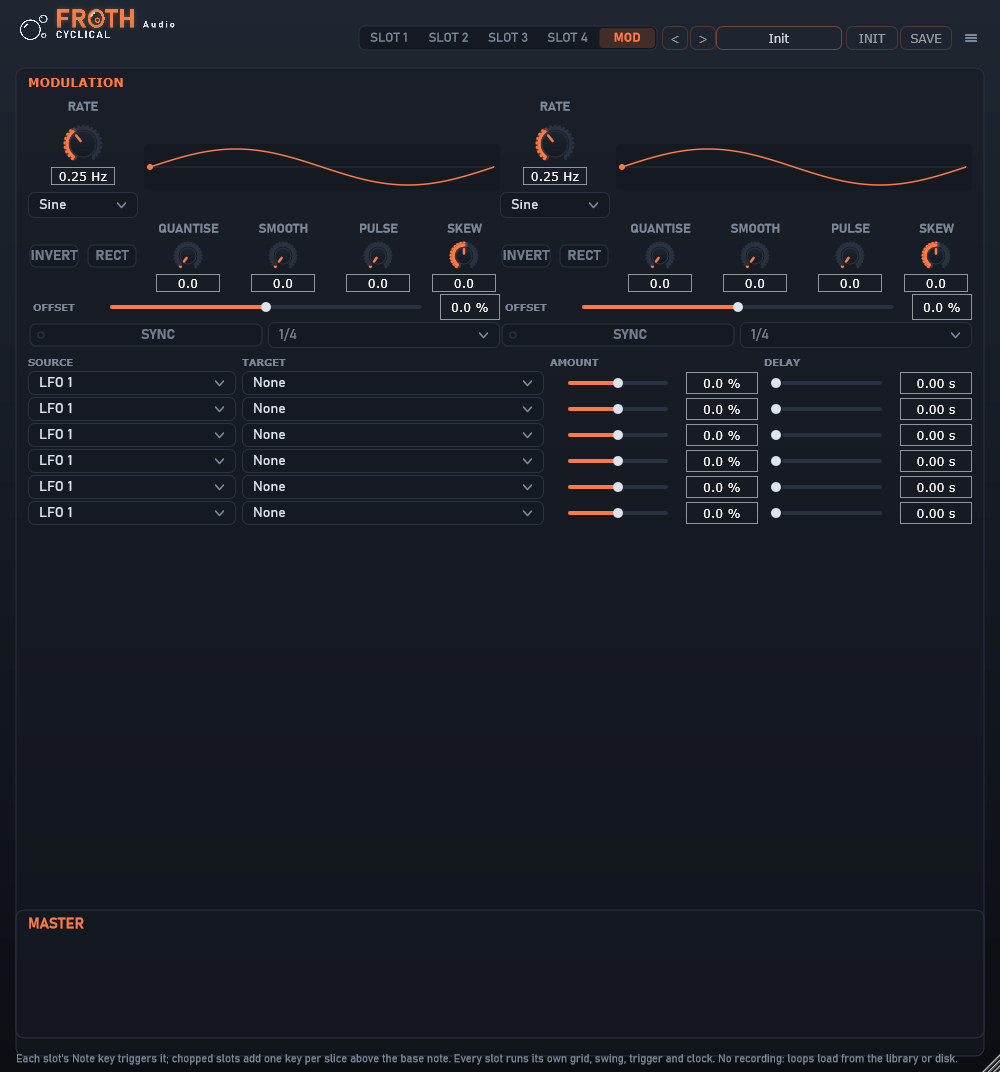 FROTH Audio
CYCLICAL
SLOT 1 SLOT 2 SLOT 3 SLOT 4 MOD < > Init INIT SAVE
MODULATION
RATE RATE
0.25 Hz 0.25 Hz
Sine Sine
QUANTISE SMOOTH PULSE SKEW QUANTISE SMOOTH PULSE SKEW
INVERT RECT INVERT RECT
0.0 0.0 0.0 0.0 0.0 0.0 0.0 0.0
OFFSET 0.0 % OFFSET 0.0 %
SYNC 1/4 SYNC 1/4
SOURCE TARGET AMOUNT DELAY
LFO 1 None 0.0 % 0.00 s
LFO 1 None 0.0 % 0.00 s
LFO 1 None 0.0 % 0.00 s
LFO 1 None 0.0 % 0.00 s
LFO 1 None 0.0 % 0.00 s
LFO 1 None 0.0 % 0.00 s
MASTER
Each slot's Note key triggers it; chopped slots add one key per slice above the base note. Every slot runs its own grid, swing, trigger and clock. No recording: loops load from the library or disk.